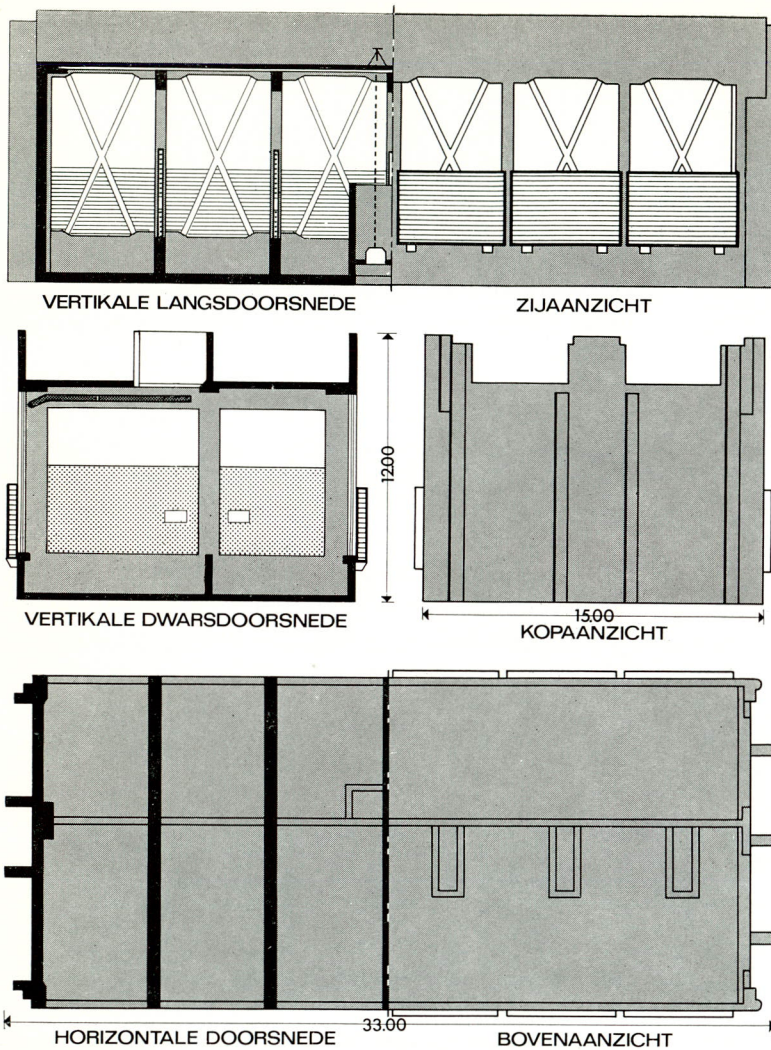 VERTIKALE LANGSDOORSNEDE
ZIJAANZICHT
12.00
VERTIKALE DWARSDOORSNEDE
15.00
KOPAANZICHT
33.00
HORIZONTALE DOORSNEDE
BOVENAANZICHT